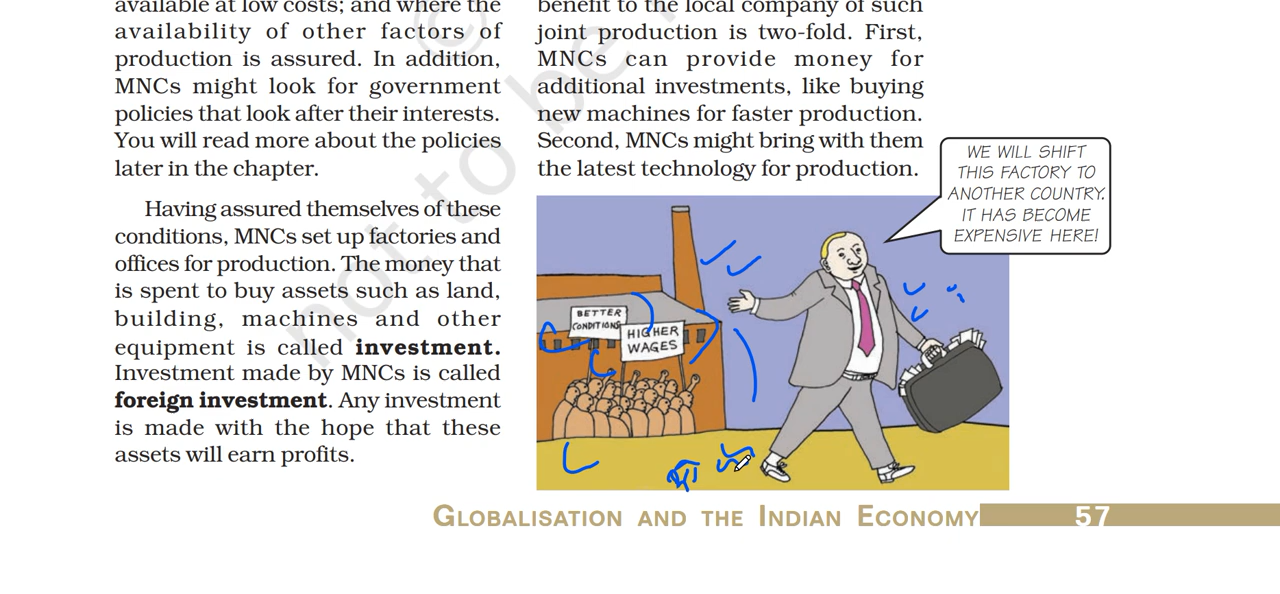 available at low costs; and where the
availability of other factors of
production is assured. In addition,
MNCs might look for government
policies that look after their interests.
You will read more about the policies
later in the chapter.
Having assured themselves of these
conditions, MNCs set up factories and
offices for production. The money that
is spent to buy assets such as land,
building, machines and other
equipment is called investment.
Investment made by MNCs is called
foreign investment. Any investment
is made with the hope that these
assets will earn profits.
benefit to the local company of such
joint production is two-fold. First,
MNCs can provide money for
additional investments, like buying
new machines for faster production.
Second, MNCs might bring with them
the latest technology for production.
WE WILL SHIFT
THIS FACTORY TO
ANOTHER COUNTRY.
IT HAS BECOME
EXPENSIVE HERE!
BETTER
CONDITIONS
HIGHER
WAGES
GLOBALISATION AND THE INDIAN ECONOMY
57
© not to be